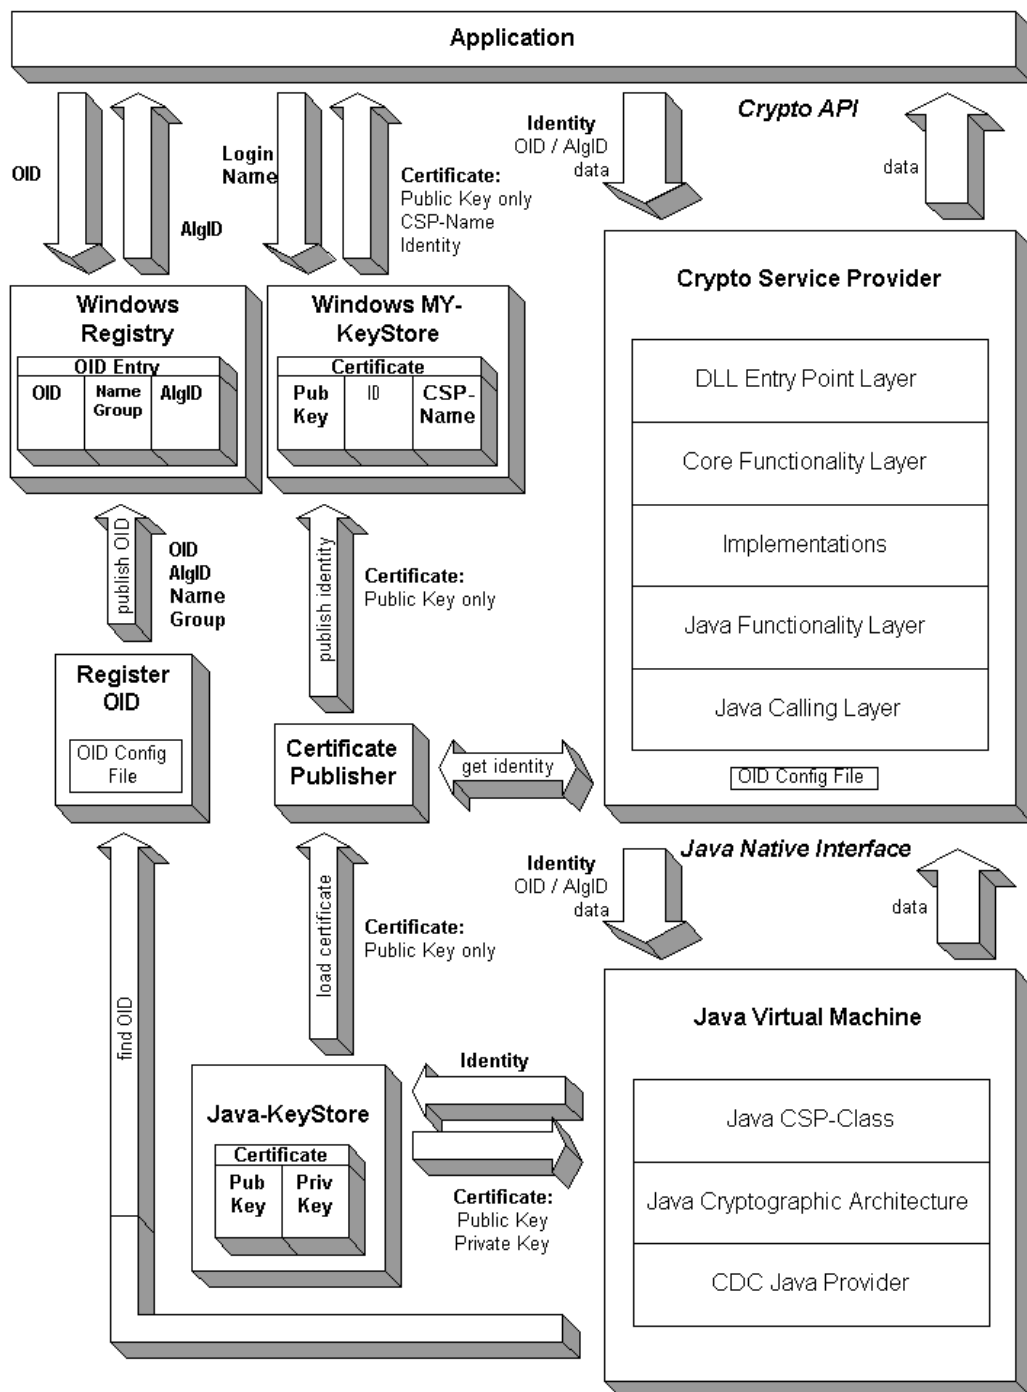 Application
Crypto API
OID
AlgID
Login
Name
Certificate:
Public Key only
CSP-Name
Identity
Identity
OID / AlgID
data
data
Windows
Registry
OID Entry
OID
Name
Group
AlgID
Windows MY-
KeyStore
Certificate
Pub
Key
ID
CSP-
Name
Crypto Service Provider
DLL Entry Point Layer
Core Functionality Layer
Implementations
Java Functionality Layer
Java Calling Layer
OID Config File
publish OID
OID
AlgID
Name
Group
publish identity
Certificate:
Public Key only
Register
OID
OID Config
File
Certificate
Publisher
get identity
Java Native Interface
Identity
OID / AlgID
data
data
find OID
load certificate
Certificate:
Public Key only
Java-KeyStore
Certificate
Pub
Key
Priv
Key
Identity
Certificate:
Public Key
Private Key
Java Virtual Machine
Java CSP-Class
Java Cryptographic Architecture
CDC Java Provider